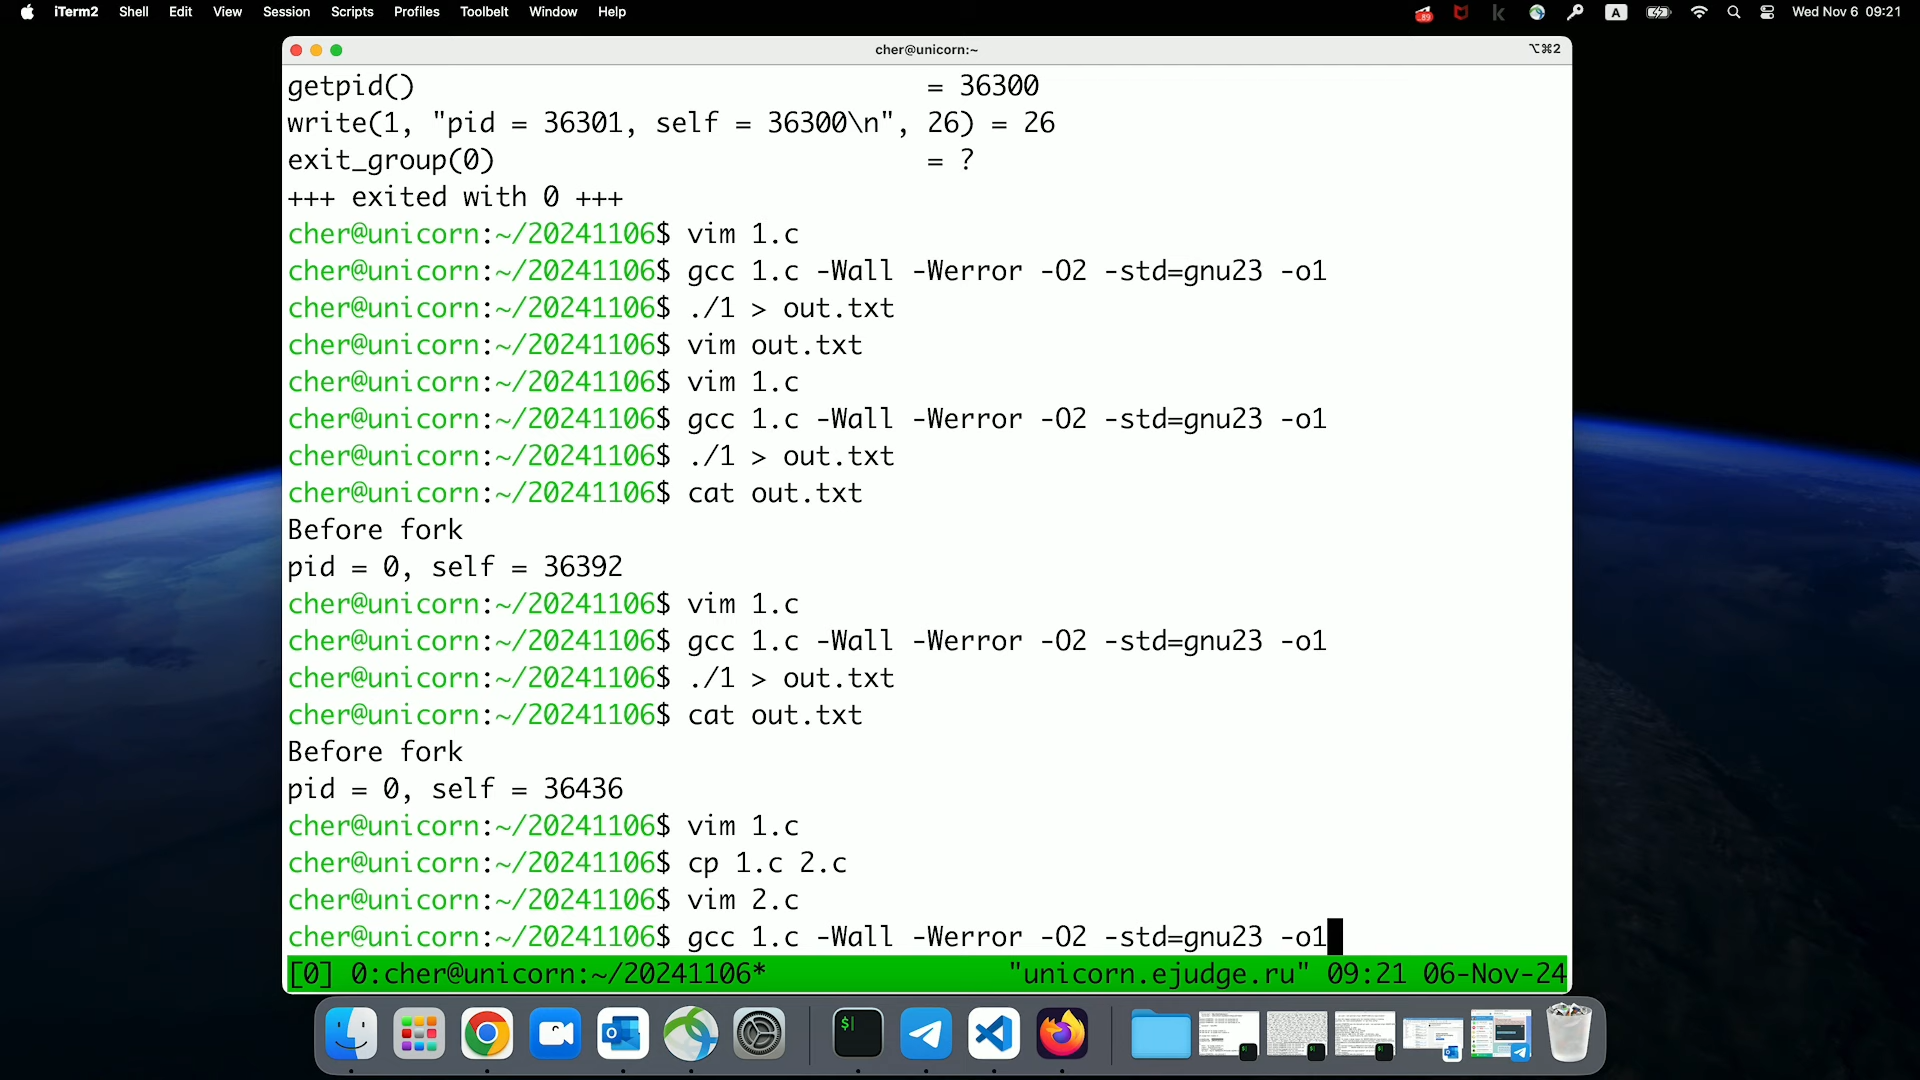 iTerm2 Shell Edit View Session Scripts Profiles Toolbelt Window Help A Wed Nov 6 09:21
cher@unicorn:~ ⌥⌘2
getpid() = 36300
write(1, "pid = 36301, self = 36300\n", 26) = 26
exit_group(0) = ?
+++ exited with 0 +++
cher@unicorn:~/20241106$ vim 1.c
cher@unicorn:~/20241106$ gcc 1.c -Wall -Werror -O2 -std=gnu23 -o1
cher@unicorn:~/20241106$ ./1 > out.txt
cher@unicorn:~/20241106$ vim out.txt
cher@unicorn:~/20241106$ vim 1.c
cher@unicorn:~/20241106$ gcc 1.c -Wall -Werror -O2 -std=gnu23 -o1
cher@unicorn:~/20241106$ ./1 > out.txt
cher@unicorn:~/20241106$ cat out.txt
Before fork
pid = 0, self = 36392
cher@unicorn:~/20241106$ vim 1.c
cher@unicorn:~/20241106$ gcc 1.c -Wall -Werror -O2 -std=gnu23 -o1
cher@unicorn:~/20241106$ ./1 > out.txt
cher@unicorn:~/20241106$ cat out.txt
Before fork
pid = 0, self = 36436
cher@unicorn:~/20241106$ vim 1.c
cher@unicorn:~/20241106$ cp 1.c 2.c
cher@unicorn:~/20241106$ vim 2.c
cher@unicorn:~/20241106$ gcc 1.c -Wall -Werror -O2 -std=gnu23 -o1
[0] 0:cher@unicorn:~/20241106* "unicorn.ejudge.ru" 09:21 06-Nov-24